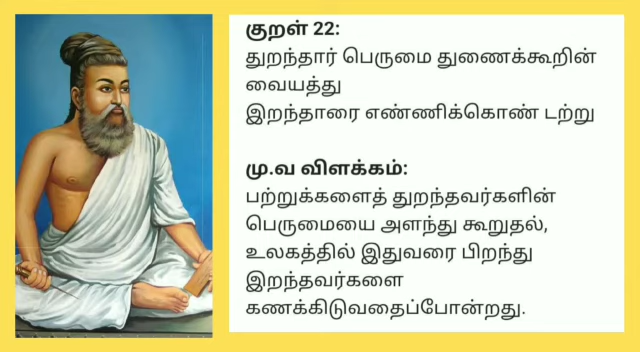 குறள் 22:
துறந்தார் பெருமை துணைக்கூறின்
வையத்து
இறந்தாரை எண்ணிக்கொண் டற்று
மு.வ விளக்கம்:
பற்றுக்களைத் துறந்தவர்களின்
பெருமையை அளந்து கூறுதல்,
உலகத்தில் இதுவரை பிறந்து
இறந்தவர்களை
கணக்கிடுவதைப்போன்றது.